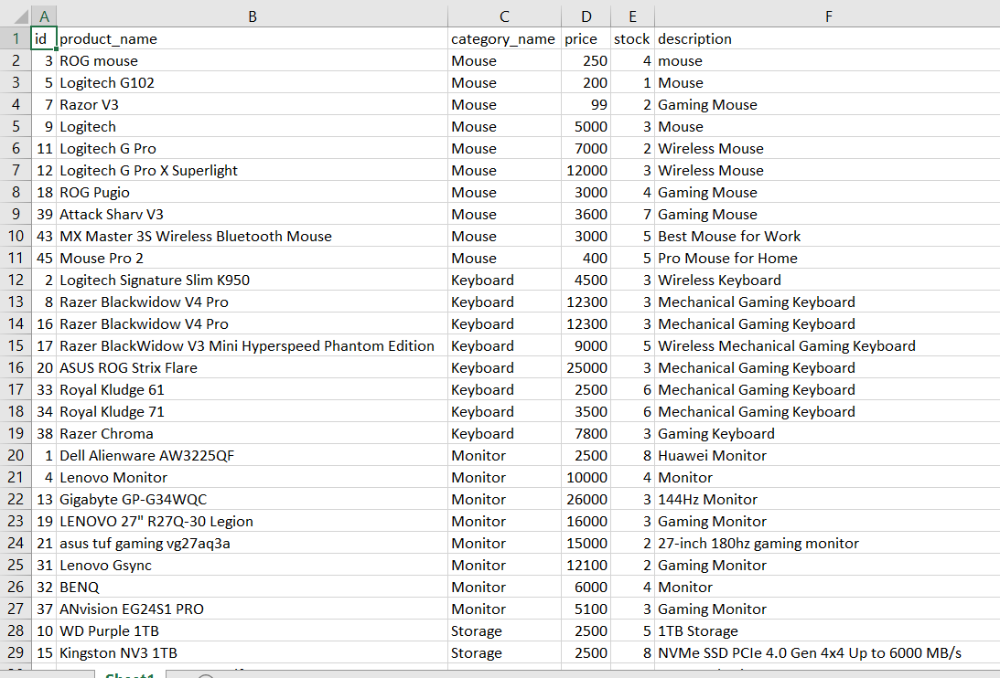 A B C D E F
1 id product_name category_name price stock description
2 3 ROG mouse Mouse 250 4 mouse
3 5 Logitech G102 Mouse 200 1 Mouse
4 7 Razor V3 Mouse 99 2 Gaming Mouse
5 9 Logitech Mouse 5000 3 Mouse
6 11 Logitech G Pro Mouse 7000 2 Wireless Mouse
7 12 Logitech G Pro X Superlight Mouse 12000 3 Wireless Mouse
8 18 ROG Pugio Mouse 3000 4 Gaming Mouse
9 39 Attack Sharv V3 Mouse 3600 7 Gaming Mouse
10 43 MX Master 3S Wireless Bluetooth Mouse Mouse 3000 5 Best Mouse for Work
11 45 Mouse Pro 2 Mouse 400 5 Pro Mouse for Home
12 2 Logitech Signature Slim K950 Keyboard 4500 3 Wireless Keyboard
13 8 Razer Blackwidow V4 Pro Keyboard 12300 3 Mechanical Gaming Keyboard
14 16 Razer Blackwidow V4 Pro Keyboard 12300 3 Mechanical Gaming Keyboard
15 17 Razer BlackWidow V3 Mini Hyperspeed Phantom Edition Keyboard 9000 5 Wireless Mechanical Gaming Keyboard
16 20 ASUS ROG Strix Flare Keyboard 25000 3 Mechanical Gaming Keyboard
17 33 Royal Kludge 61 Keyboard 2500 6 Mechanical Gaming Keyboard
18 34 Royal Kludge 71 Keyboard 3500 6 Mechanical Gaming Keyboard
19 38 Razer Chroma Keyboard 7800 3 Gaming Keyboard
20 1 Dell Alienware AW3225QF Monitor 2500 8 Huawei Monitor
21 4 Lenovo Monitor Monitor 10000 4 Monitor
22 13 Gigabyte GP-G34WQC Monitor 26000 3 144Hz Monitor
23 19 LENOVO 27" R27Q-30 Legion Monitor 16000 3 Gaming Monitor
24 21 asus tuf gaming vg27aq3a Monitor 15000 2 27-inch 180hz gaming monitor
25 31 Lenovo Gsync Monitor 12100 2 Gaming Monitor
26 32 BENQ Monitor 6000 4 Monitor
27 37 ANvision EG24S1 PRO Monitor 5100 3 Gaming Monitor
28 10 WD Purple 1TB Storage 2500 5 1TB Storage
29 15 Kingston NV3 1TB Storage 2500 8 NVMe SSD PCIe 4.0 Gen 4x4 Up to 6000 MB/s
Sheet1